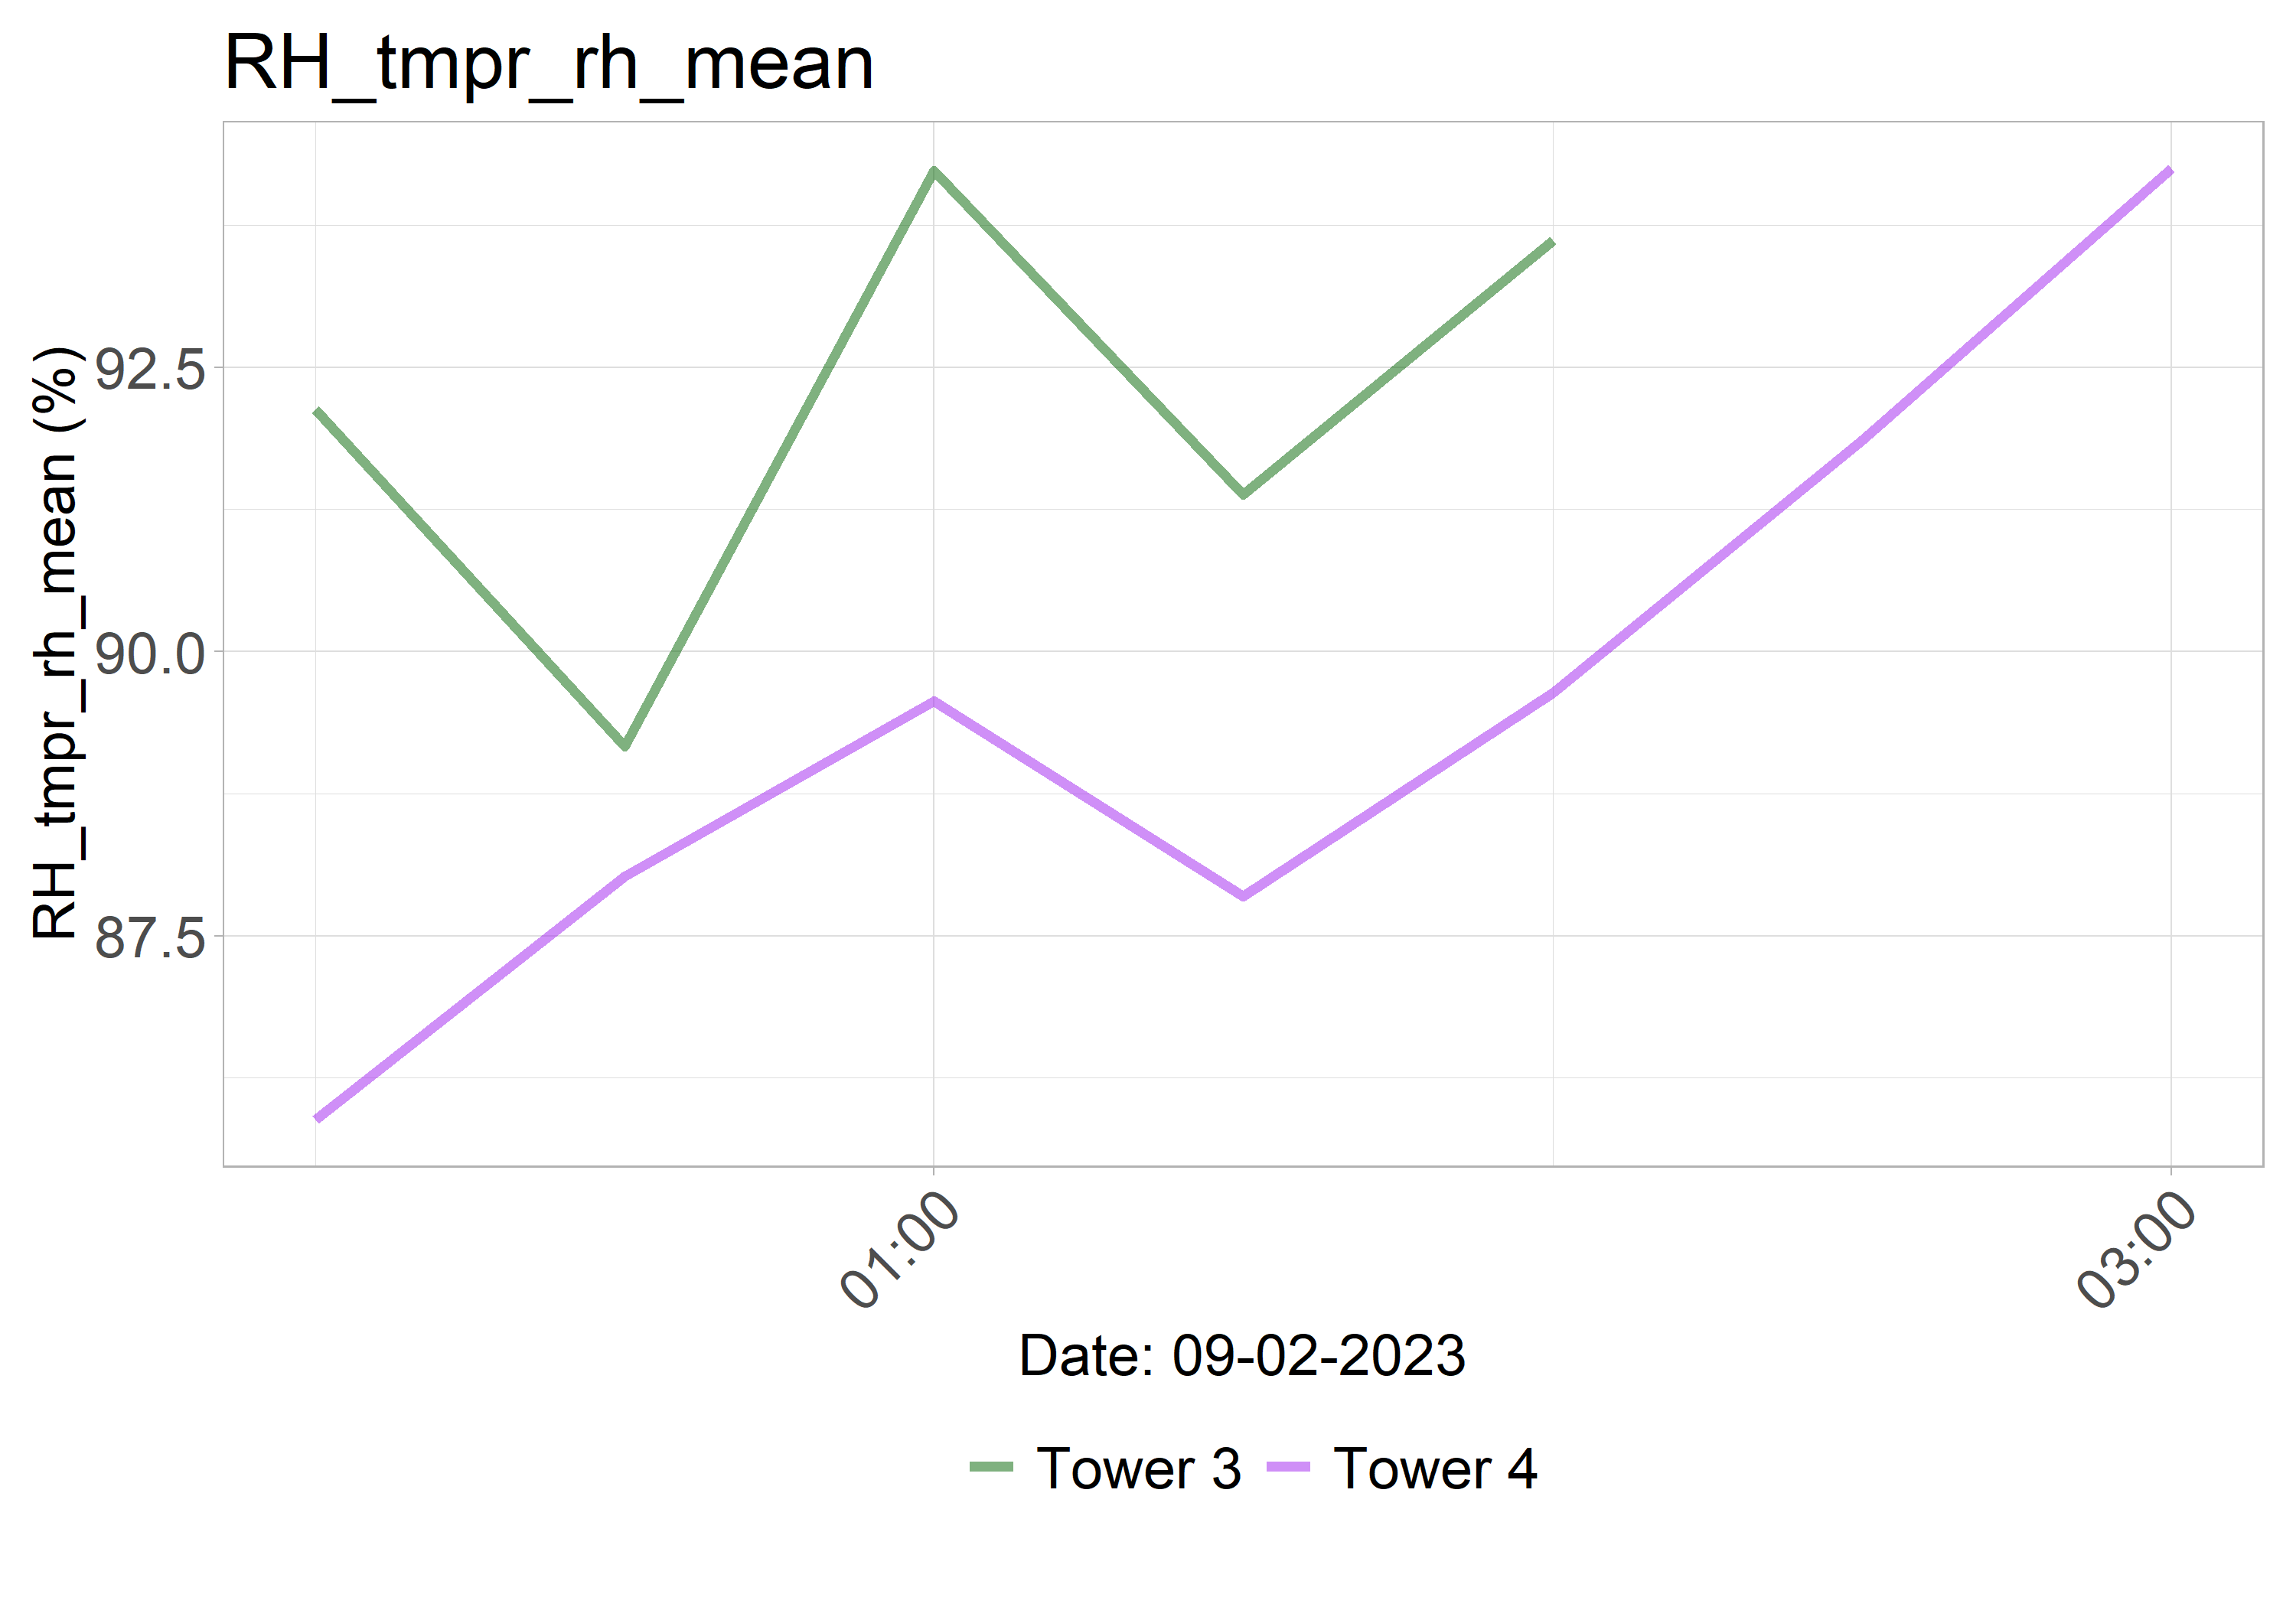 RH_tmpr_rh_mean
RH_tmpr_rh_mean (%)
92.5
90.0
87.5
01:00
03:00
Date: 09-02-2023
Tower 3
Tower 4